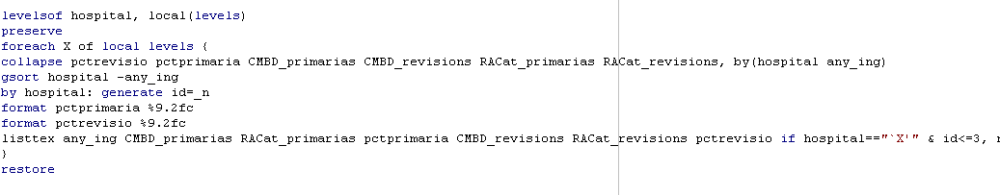 levelsof hospital, local(levels)
preserve
foreach X of local levels {
collapse pctrevisio pctprimaria CMBD_primarias CMBD_revisions RACat_primarias RACat_revisions, by(hospital any_ing)
gsort hospital -any_ing
by hospital: generate id=_n
format pctprimaria %9.2fc
format pctrevisio %9.2fc
listtex any_ing CMBD_primarias RACat_primarias pctprimaria CMBD_revisions RACat_revisions pctrevisio if hospital=="`X'" & id<=3,
}
restore